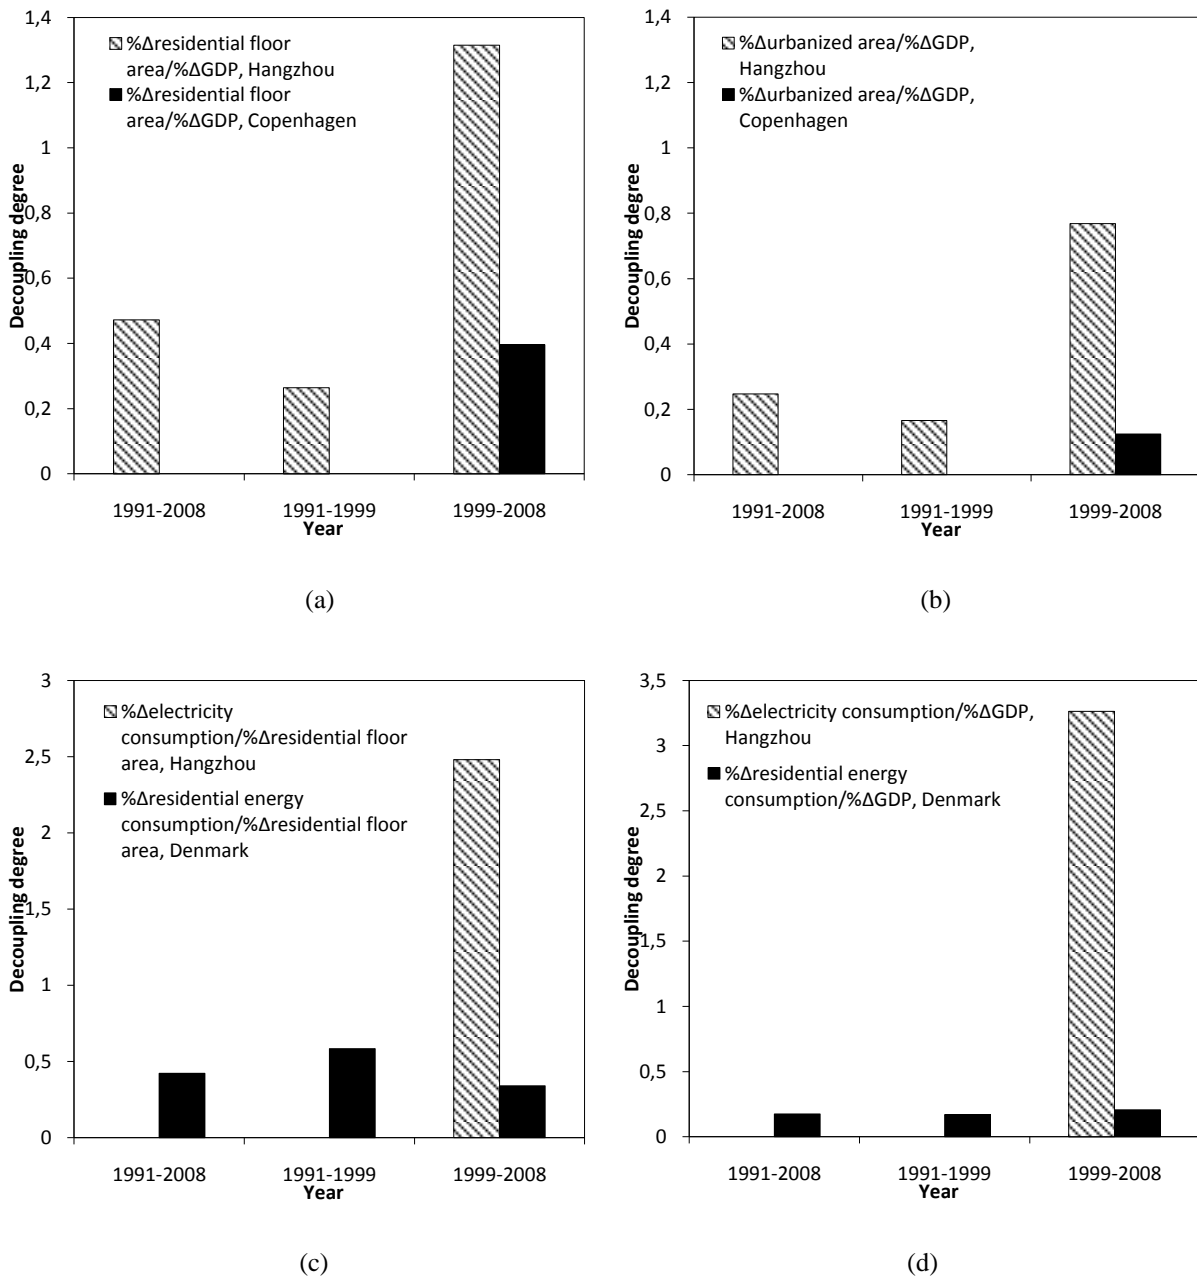 1,4
1,2
1
0,8
0,6
0,4
0,2
0
Decoupling degree
%Δresidential floor
area/%ΔGDP, Hangzhou
%Δresidential floor
area/%ΔGDP, Copenhagen
1991-2008
1991-1999
1999-2008
Year
(a)
1,4
1,2
1
0,8
0,6
0,4
0,2
0
Decoupling degree
%Δurbanized area/%ΔGDP,
Hangzhou
%Δurbanized area/%ΔGDP,
Copenhagen
1991-2008
1991-1999
1999-2008
Year
(b)
3
2,5
2
1,5
1
0,5
0
Decoupling degree
%Δelectricity
consumption/%Δresidential floor
area, Hangzhou
%Δresidential energy
consumption/%Δresidential floor
area, Denmark
1991-2008
1991-1999
1999-2008
Year
(c)
3,5
3
2,5
2
1,5
1
0,5
0
Decoupling degree
%Δelectricity consumption/%ΔGDP,
Hangzhou
%Δresidential energy
consumption/%ΔGDP, Denmark
1991-2008
1991-1999
1999-2008
Year
(d)